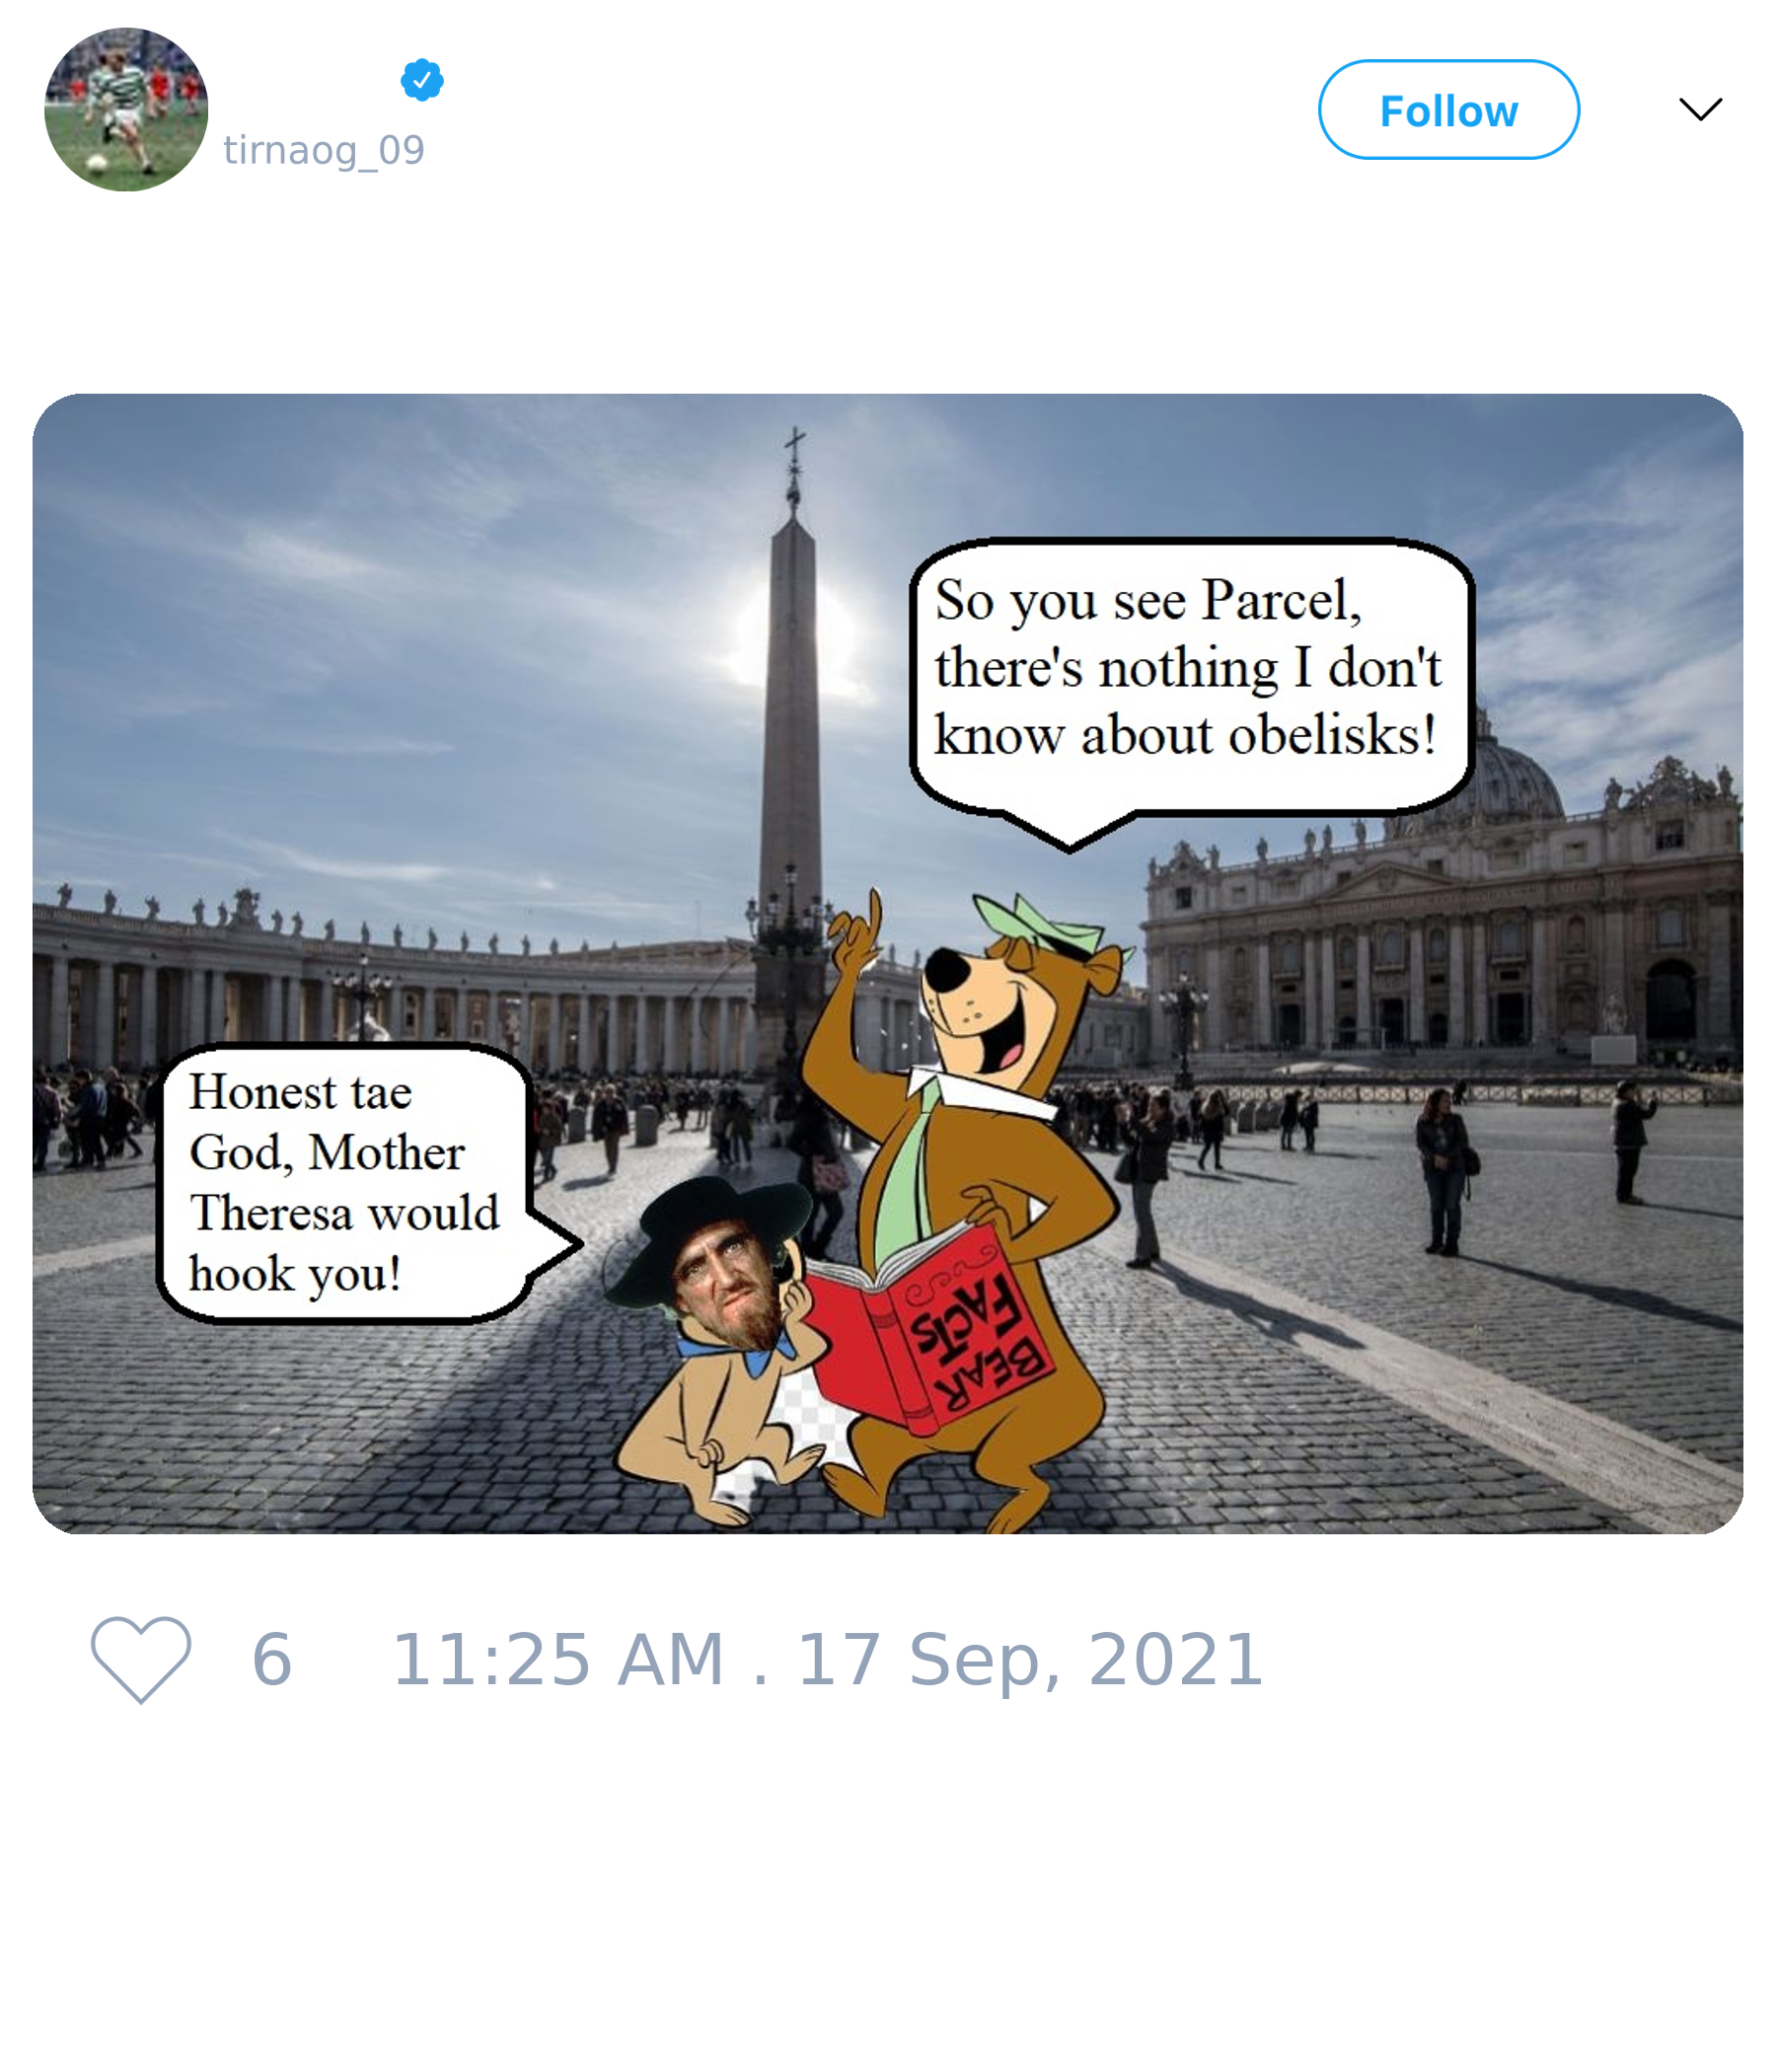 tirnaog_09
Follow
So you see Parcel,
there's nothing I don't
know about obelisks!
Honest tae
God, Mother
Theresa would
hook you!
BEAR
FACTS
6 11:25 AM . 17 Sep, 2021